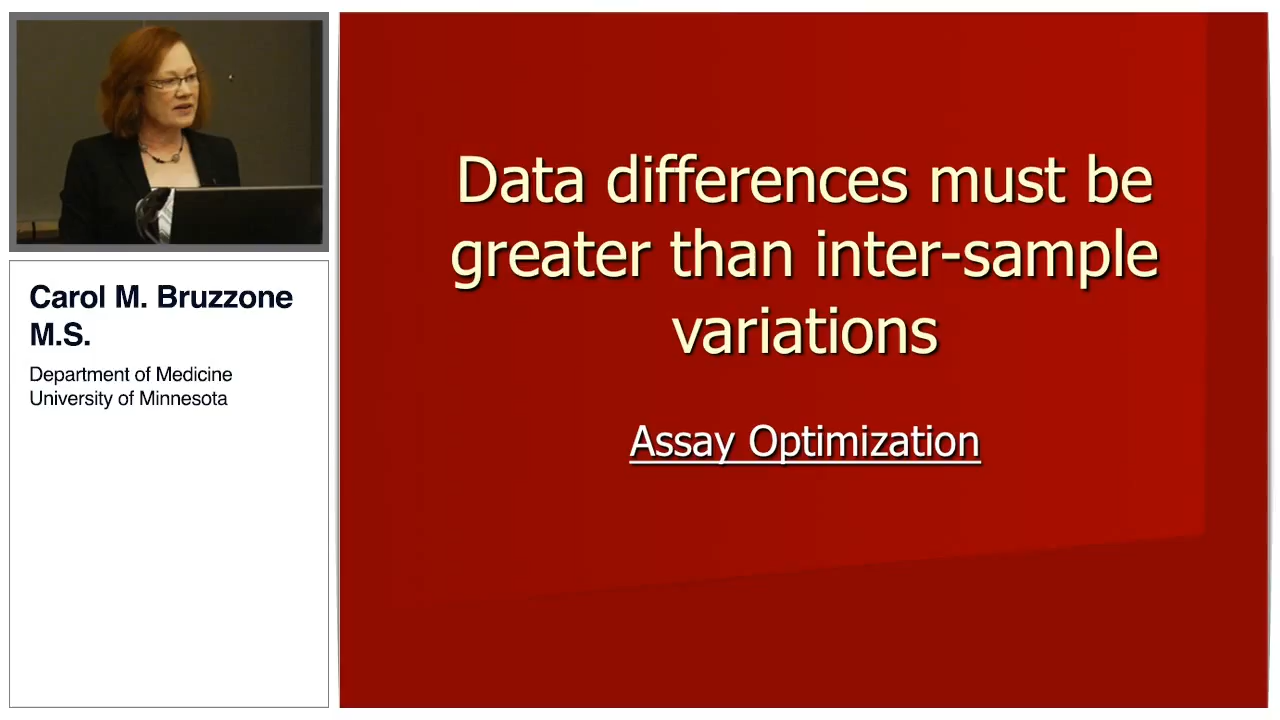 Carol M. Bruzzone
M.S.
Department of Medicine
University of Minnesota
Data differences must be
greater than inter-sample
variations
Assay Optimization